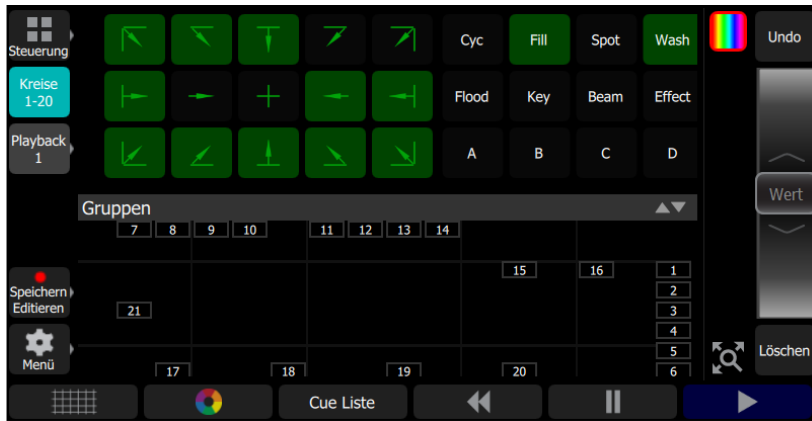 Steuerung
Cyc Fill Spot Wash
Undo
Kreise
1-20
Flood Key Beam Effect
Playback
1
A B C D
Wert
Gruppen
7 8 9 10 11 12 13 14
15 16 1
2
Speichern
Editieren
21 3
4
5
Menü
Löschen
17 18 19 20 6
Cue Liste